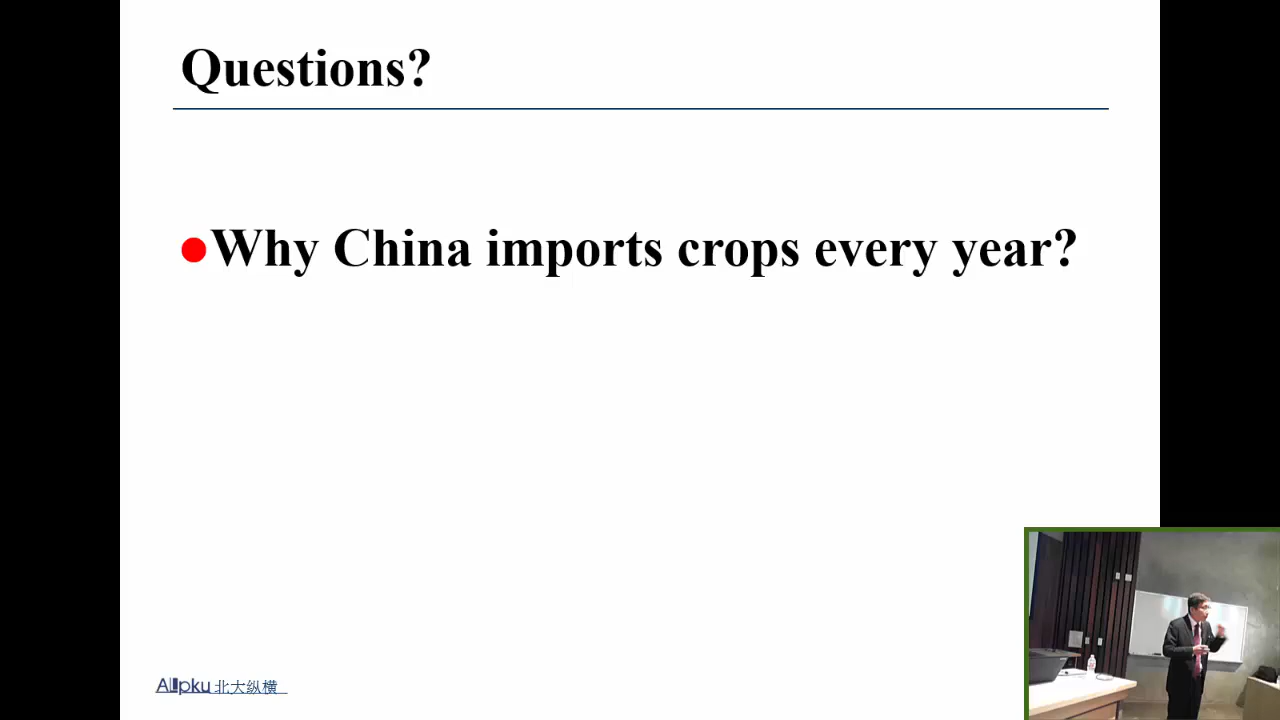 Questions?
Why China imports crops every year?
Allpku 北大纵横